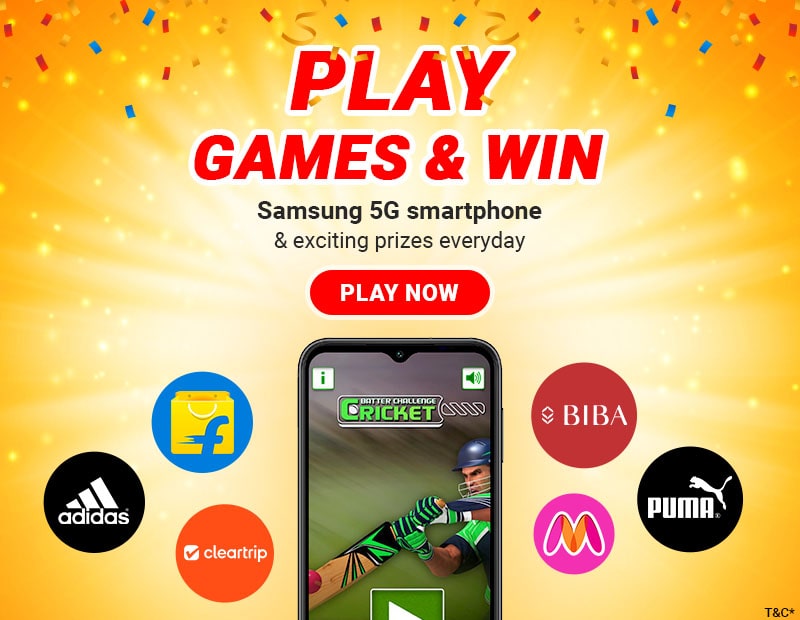 PLAY
GAMES & WIN
Samsung 5G smartphone
& exciting prizes everyday
PLAY NOW
i
BATTER CHALLENGE
CRICKET
BIBA
adidas
PUMA
cleartrip
T&C*